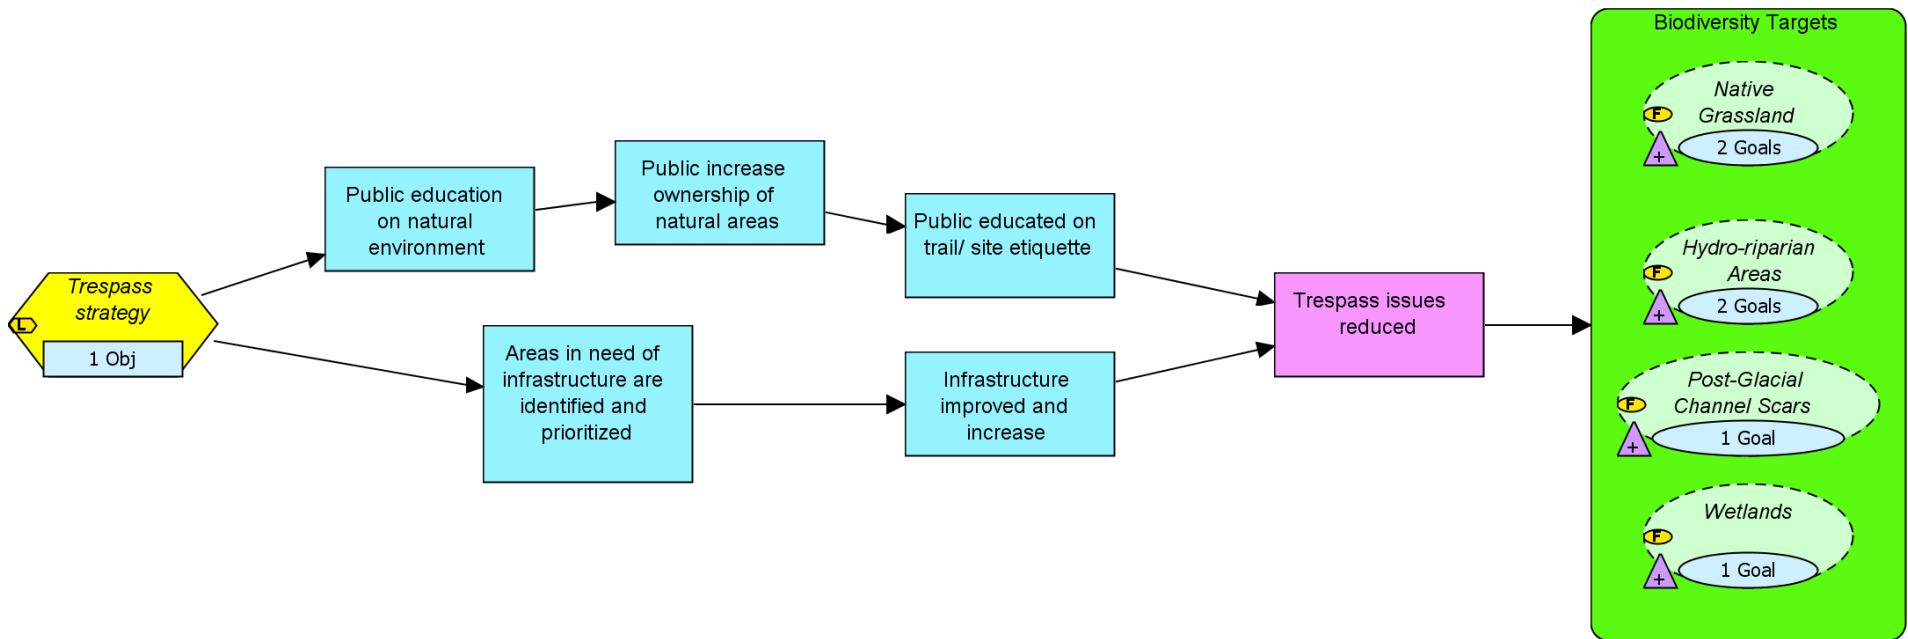 Trespass
strategy
L
1 Obj
Public education
on natural
environment
Public increase
ownership of
natural areas
Public educated on
trail/ site etiquette
Areas in need of
infrastructure are
identified and
prioritized
Infrastructure
improved and
increase
Trespass issues
reduced
Biodiversity Targets
Native
Grassland
F
+
2 Goals
Hydro-riparian
Areas
F
+
2 Goals
Post-Glacial
Channel Scars
F
+
1 Goal
Wetlands
F
+
1 Goal